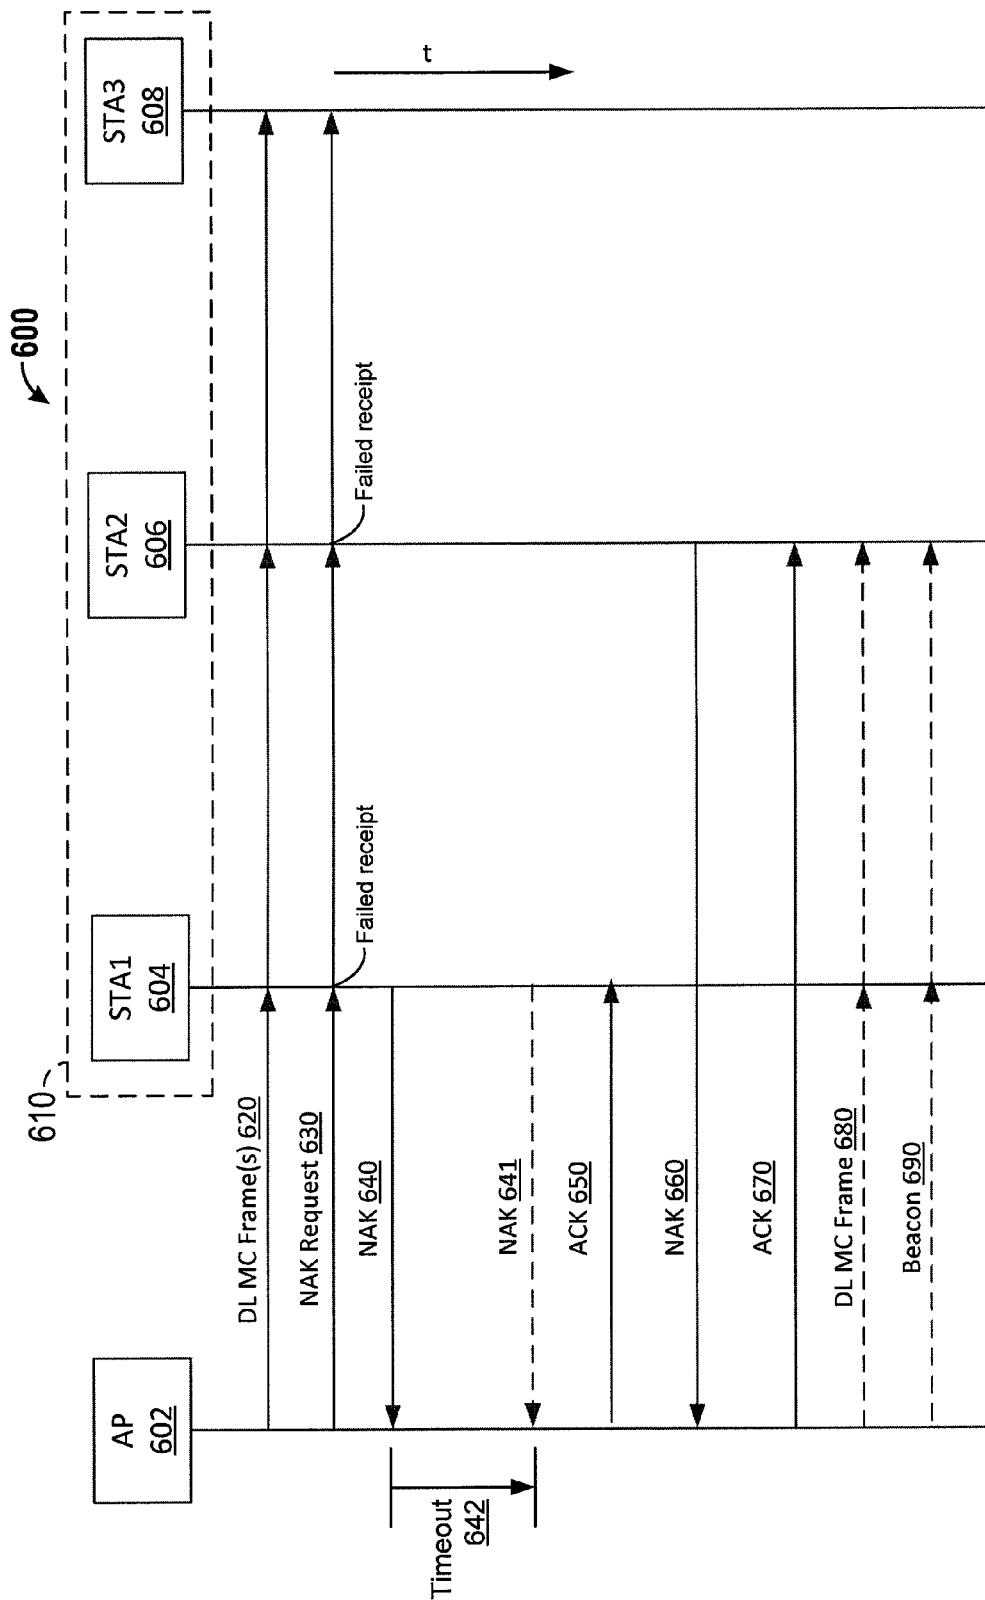 600
610
AP
602
STA1
604
STA2
606
STA3
608
t
DL MC Frame(s) 620
NAK Request 630
Failed receipt
Failed receipt
NAK 640
Timeout
642
NAK 641
ACK 650
NAK 660
ACK 670
DL MC Frame 680
Beacon 690